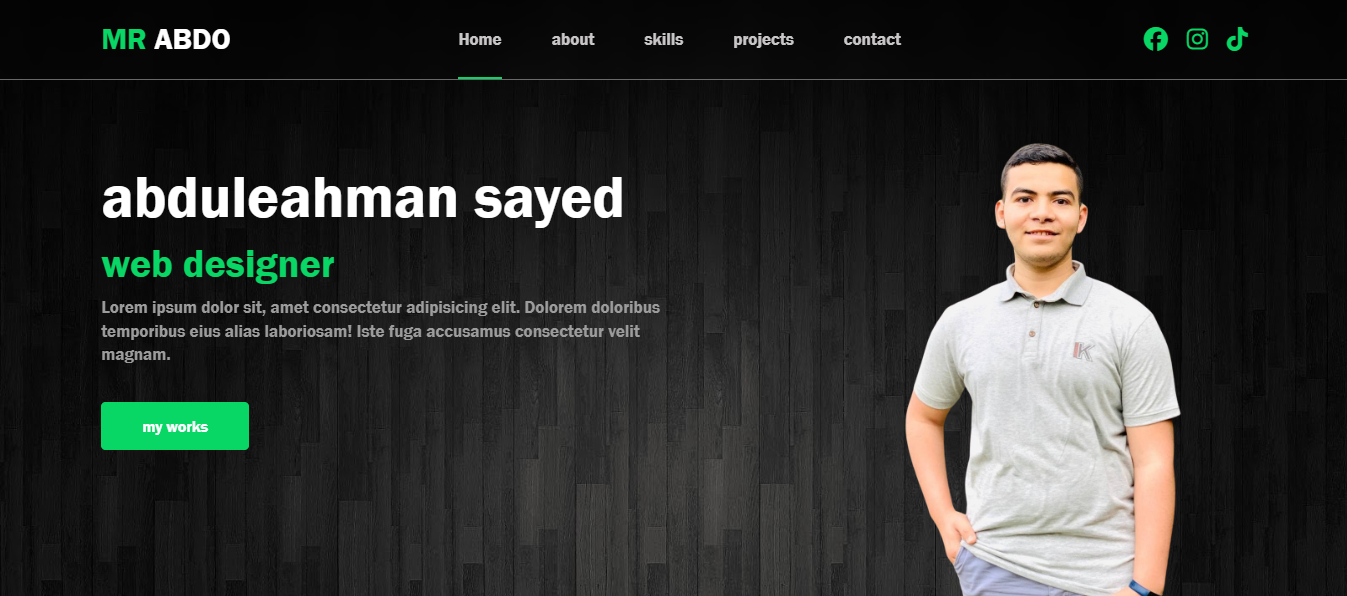 MR ABDO
Home about skills projects contact
abduleahman sayed
web designer
Lorem ipsum dolor sit, amet consectetur adipisicing elit. Dolorem doloribus
temporibus eius alias laboriosam! Iste fuga accusamus consectetur velit
magnam.
my works
K